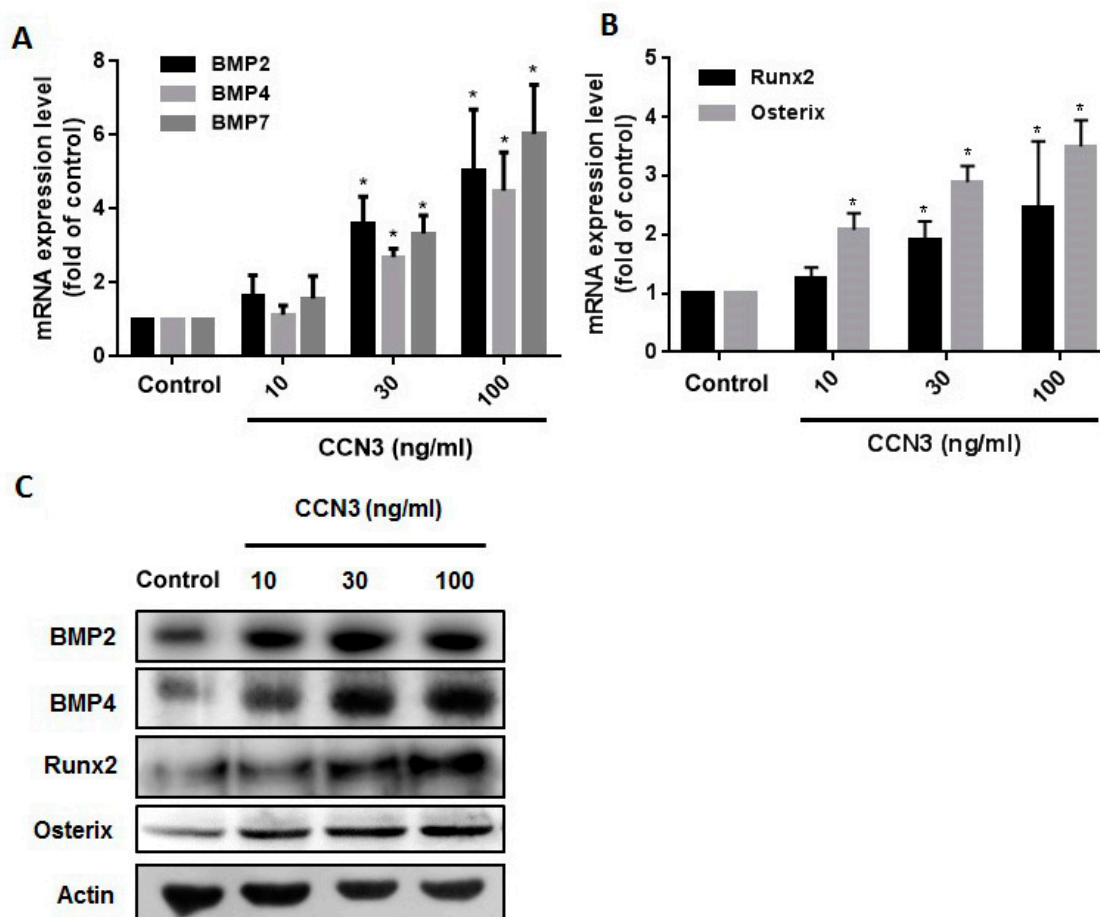 A
mRNA expression level
(fold of control)
8
6
4
2
0
BMP2
BMP4
BMP7
* * *
* * *
Control 10 30 100
CCN3 (ng/ml)
B
mRNA expression level
(fold of control)
5
4
3
2
1
0
Runx2
Osterix
* * * * *
Control 10 30 100
CCN3 (ng/ml)
C
CCN3 (ng/ml)
Control 10 30 100
BMP2
BMP4
Runx2
Osterix
Actin